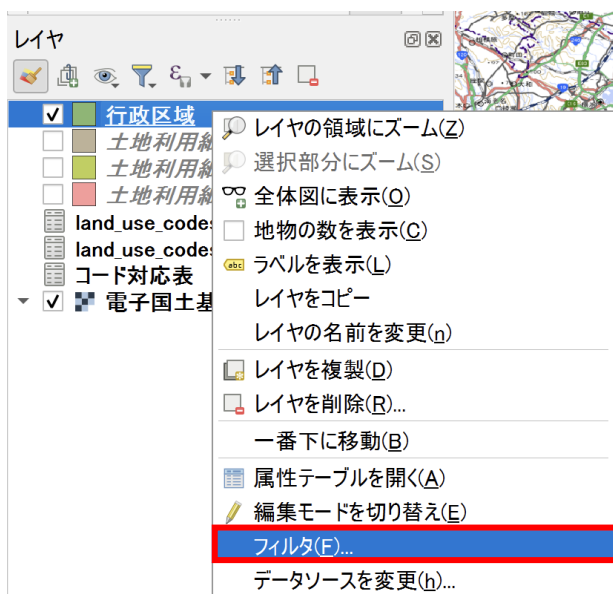 レイヤ
行政区域
土地利用細
土地利用細
土地利用細
land_use_code
land_use_code
コード対応表
電子国土基
レイヤの領域にズーム(Z)
選択部分にズーム(S)
全体図に表示(O)
地物の数を表示(C)
abc ラベルを表示(L)
レイヤをコピー
レイヤの名前を変更(n)
レイヤを複製(D)
レイヤを削除(R)...
一番下に移動(B)
属性テーブルを開く(A)
編集モードを切り替え(E)
フィルタ(F)...
データソースを変更(h)...